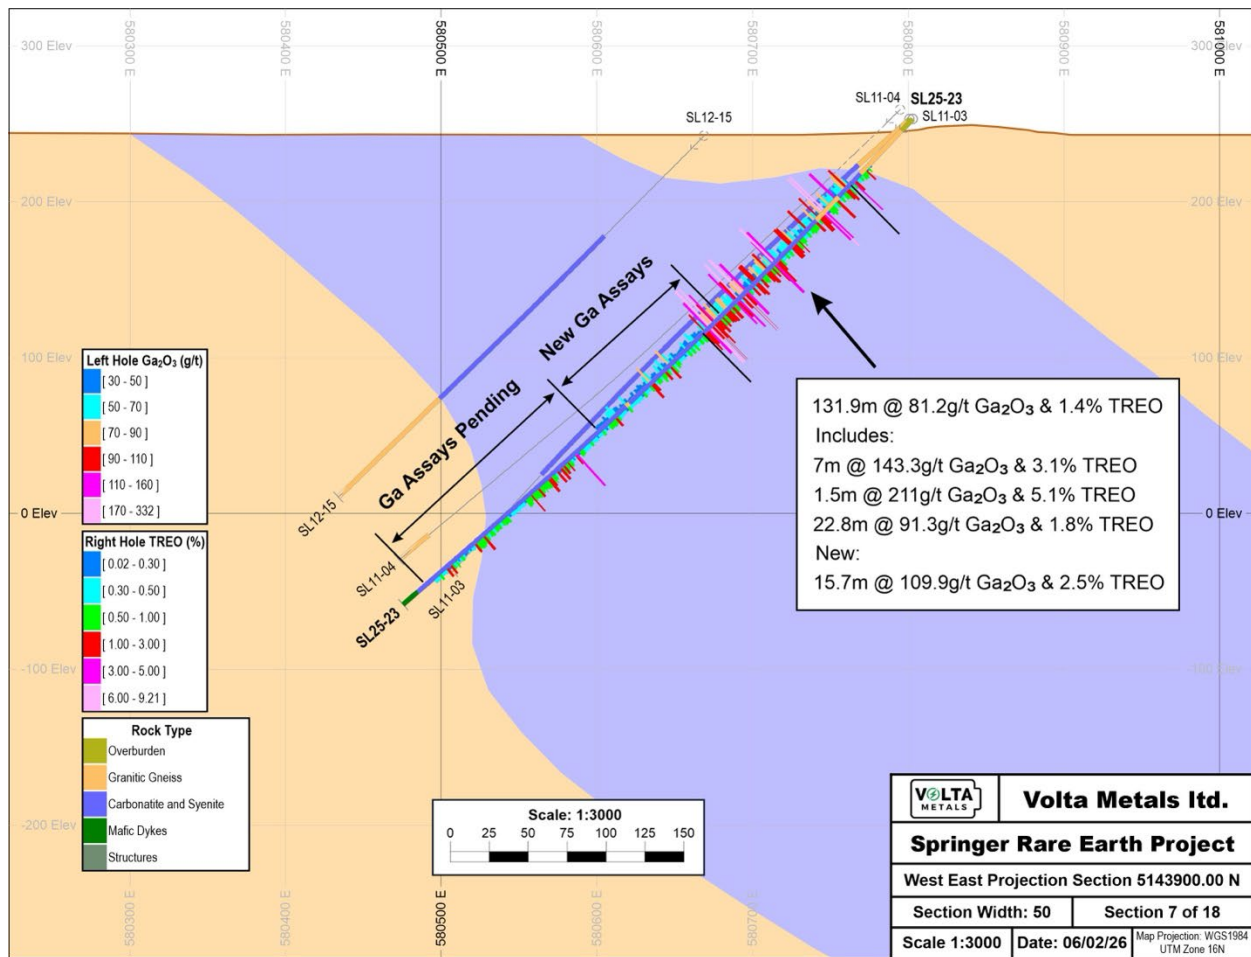 580300 E
580400 E
580500 E
580600 E
580700 E
580800 E
580900 E
581000 E
300 Elev
300 Elev
SL11-04
SL25-23
SL12-15
SL11-03
200 Elev
200 Elev
New Ga Assays
100 Elev
100 Elev
Left Hole Ga₂O₃ (g/t)
[ 30 - 50 ]
[ 50 - 70 ]
[ 70 - 90 ]
[ 90 - 110 ]
[ 110 - 160 ]
[ 170 - 332 ]
Ga Assays Pending
131.9m @ 81.2g/t Ga₂O₃ & 1.4% TREO
Includes:
7m @ 143.3g/t Ga₂O₃ & 3.1% TREO
1.5m @ 211g/t Ga₂O₃ & 5.1% TREO
22.8m @ 91.3g/t Ga₂O₃ & 1.8% TREO
New:
15.7m @ 109.9g/t Ga₂O₃ & 2.5% TREO
SL12-15
0 Elev
0 Elev
Right Hole TREO (%)
[ 0.02 - 0.30 ]
[ 0.30 - 0.50 ]
[ 0.50 - 1.00 ]
[ 1.00 - 3.00 ]
[ 3.00 - 5.00 ]
[ 6.00 - 9.21 ]
SL11-04
SL11-03
SL25-23
-100 Elev
-100 Elev
Rock Type
Overburden
Granitic Gneiss
Carbonatite and Syenite
Mafic Dykes
Structures
-200 Elev
Scale: 1:3000
0 25 50 75 100 125 150
580300 E
580400 E
580500 E
580600 E
580700 E
VOLTA
METALS
Volta Metals ltd.
Springer Rare Earth Project
West East Projection Section 5143900.00 N
Section Width: 50
Section 7 of 18
Scale 1:3000
Date: 06/02/26
Map Projection: WGS1984
UTM Zone 16N